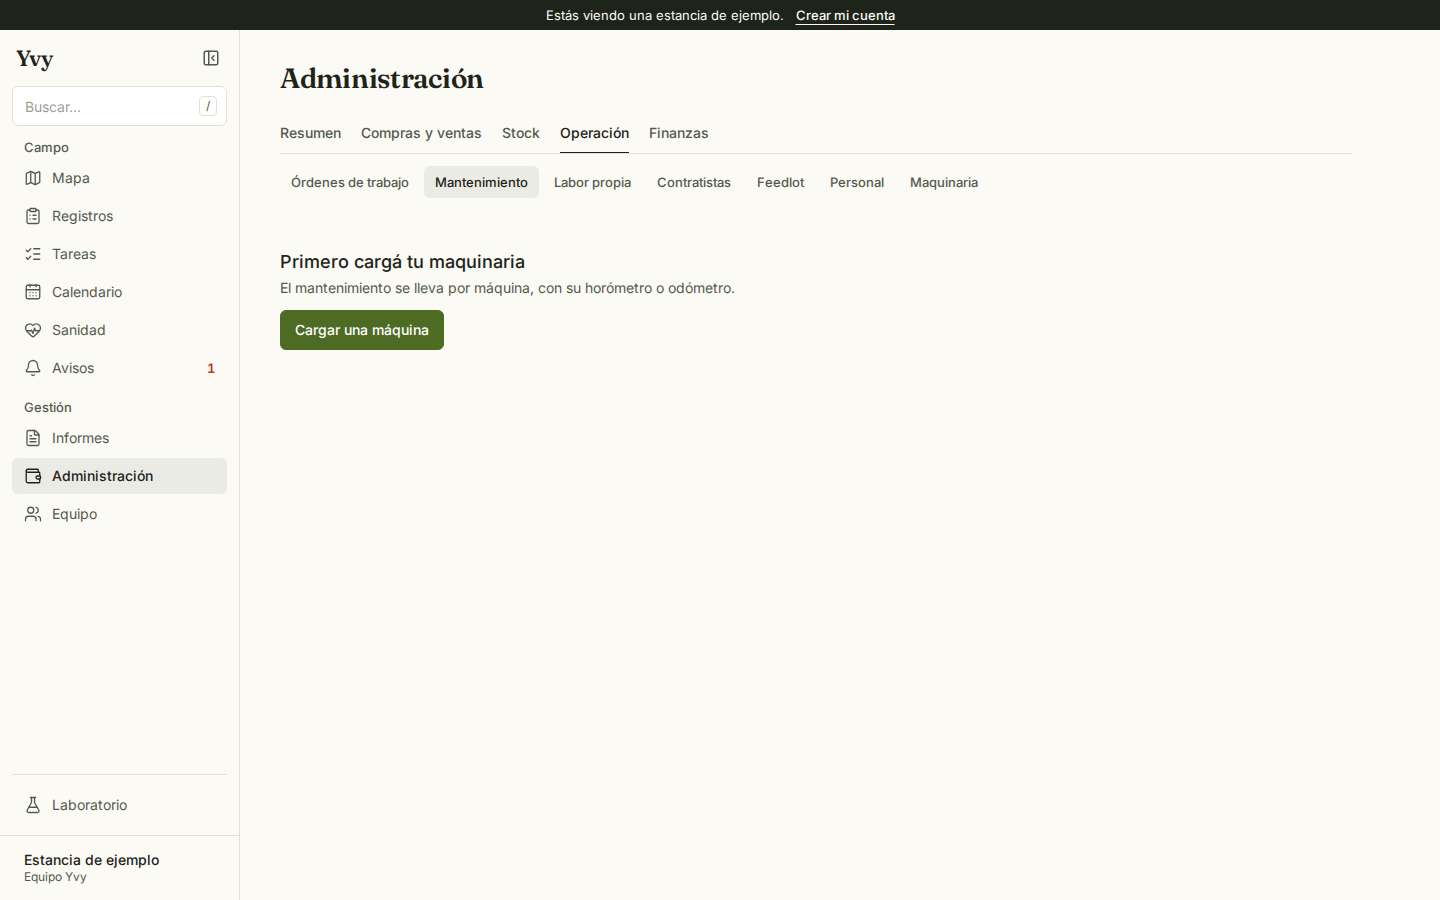 Estás viendo una estancia de ejemplo. Crear mi cuenta
Yvy
Buscar... /
Campo
Mapa
Registros
Tareas
Calendario
Sanidad
Avisos 1
Gestión
Informes
Administración
Equipo
Laboratorio
Estancia de ejemplo
Equipo Yvy
Administración
Resumen Compras y ventas Stock Operación Finanzas
Órdenes de trabajo Mantenimiento Labor propia Contratistas Feedlot Personal Maquinaria
Primero cargá tu maquinaria
El mantenimiento se lleva por máquina, con su horómetro o odómetro.
Cargar una máquina